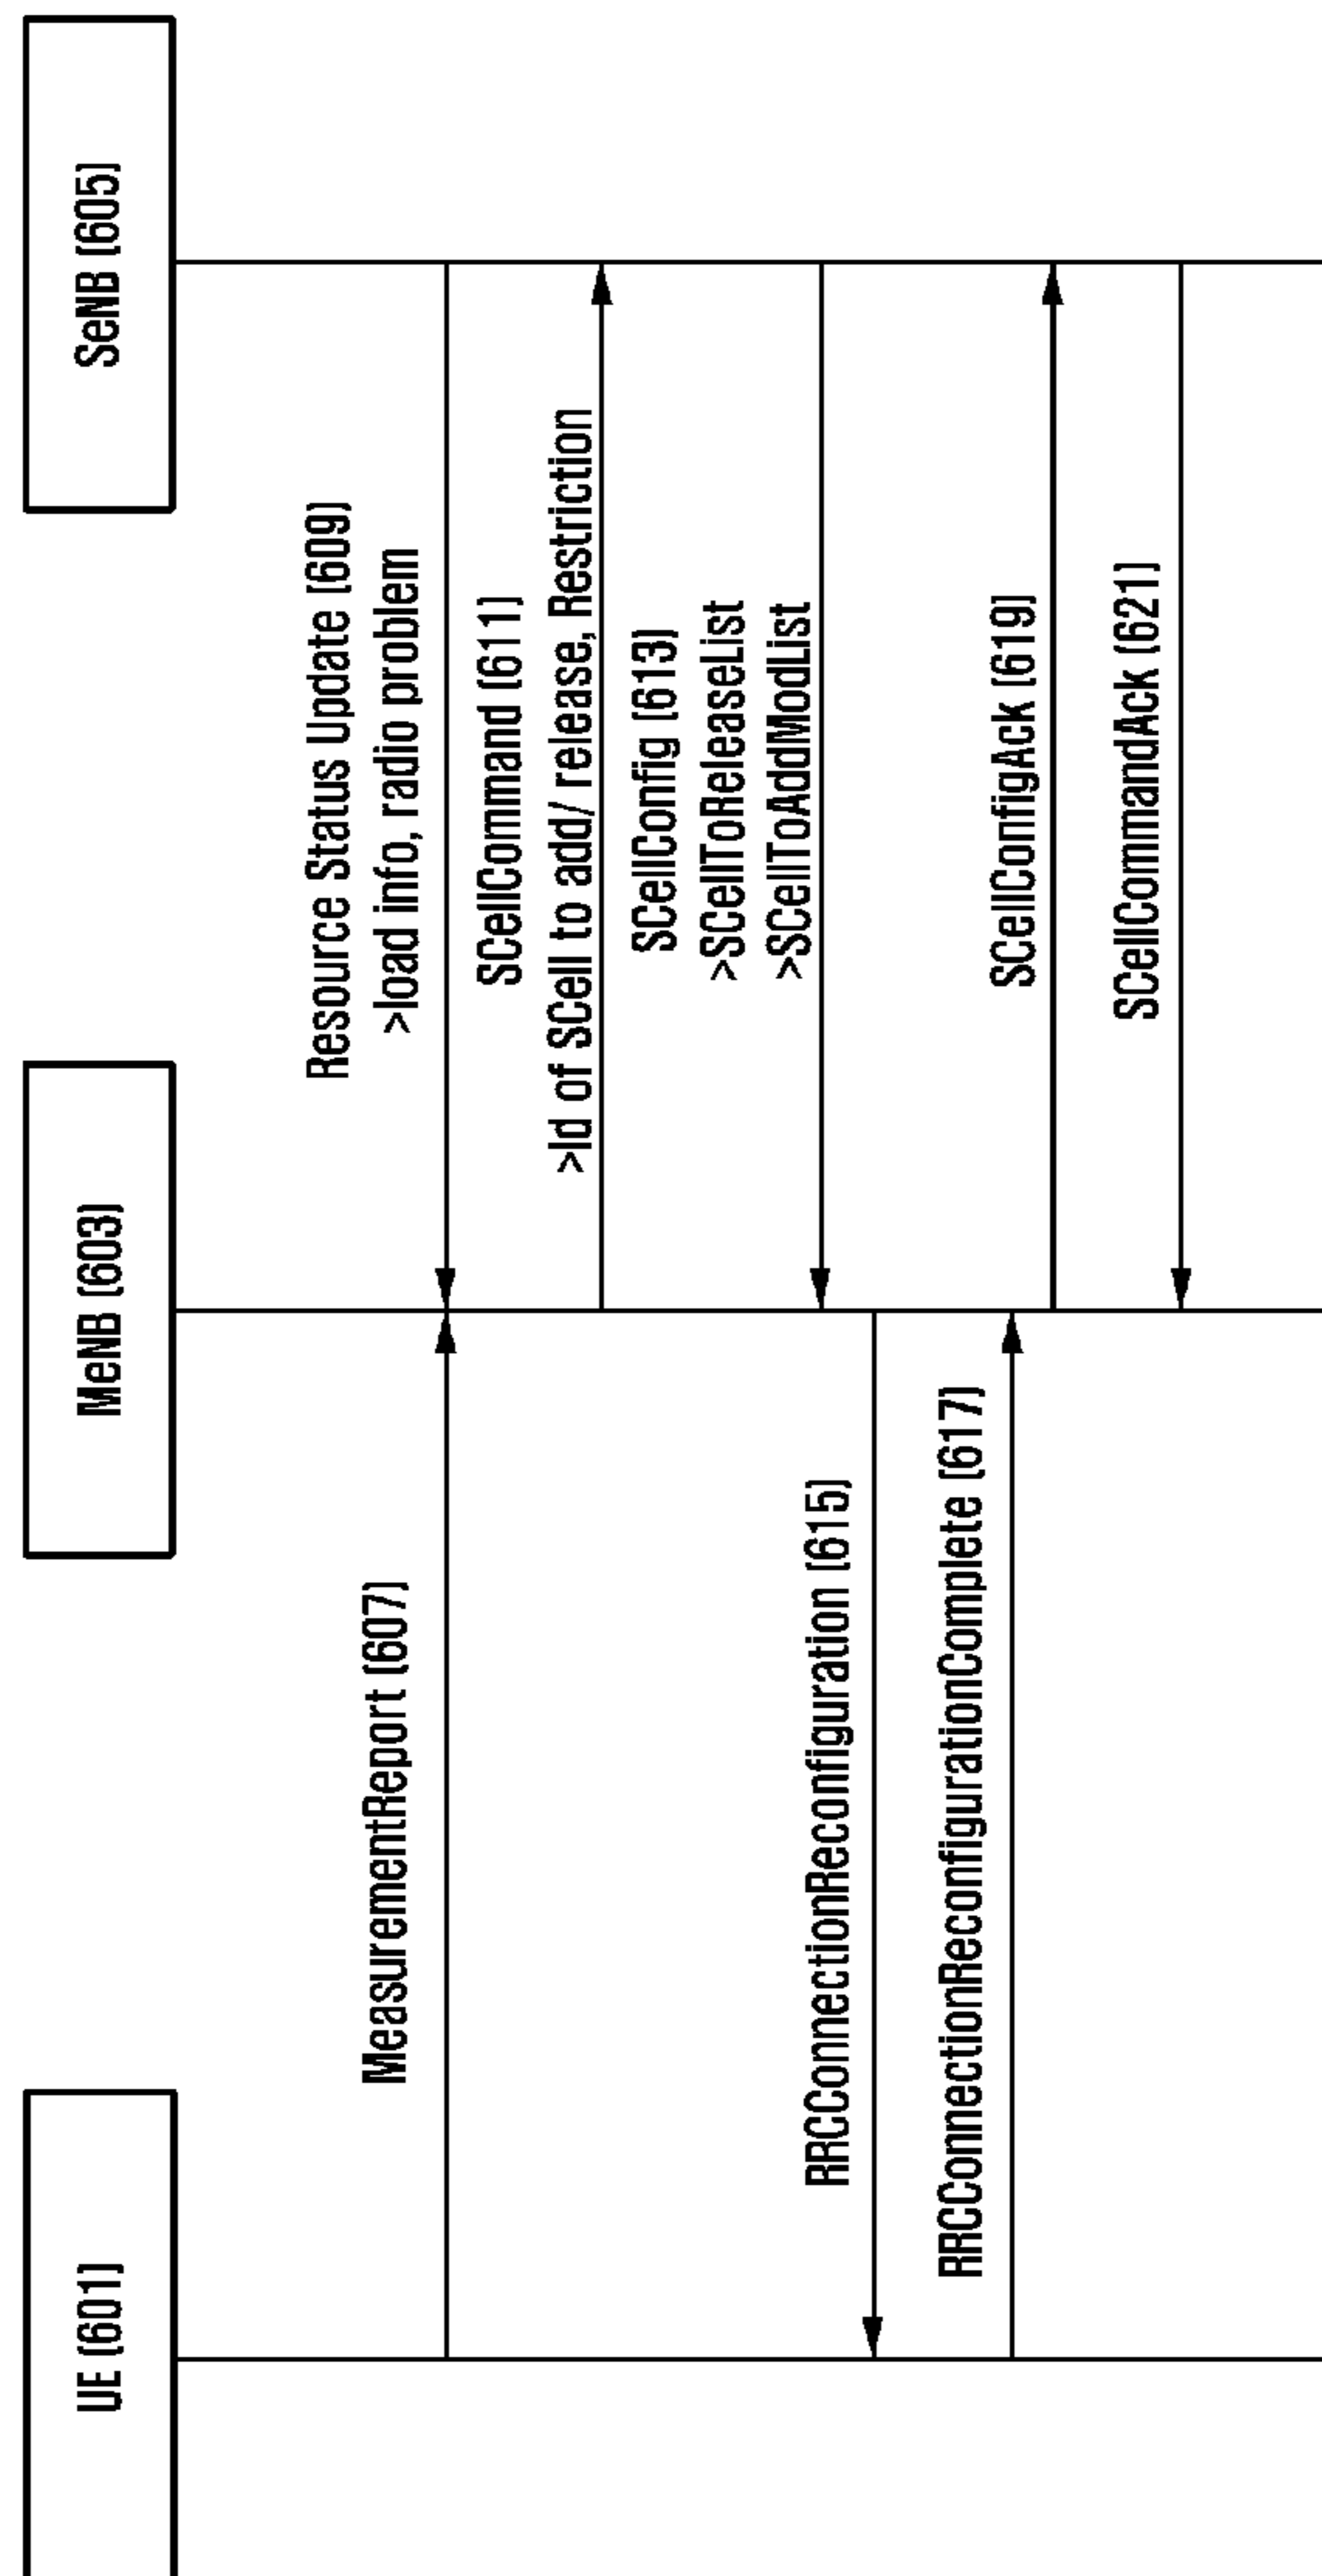 UE (601)
MeNB (603)
SeNB (605)
MeasurementReport (607)
Resource Status Update (609)
>load info, radio problem
SCellCommand (611)
>Id of SCell to add/ release, Restriction
SCellConfig (613)
>SCellToReleaseList
>SCellToAddModList
RRCConnectionReconfiguration (615)
RRCConnectionReconfigurationComplete (617)
SCellConfigAck (619)
SCellCommandAck (621)